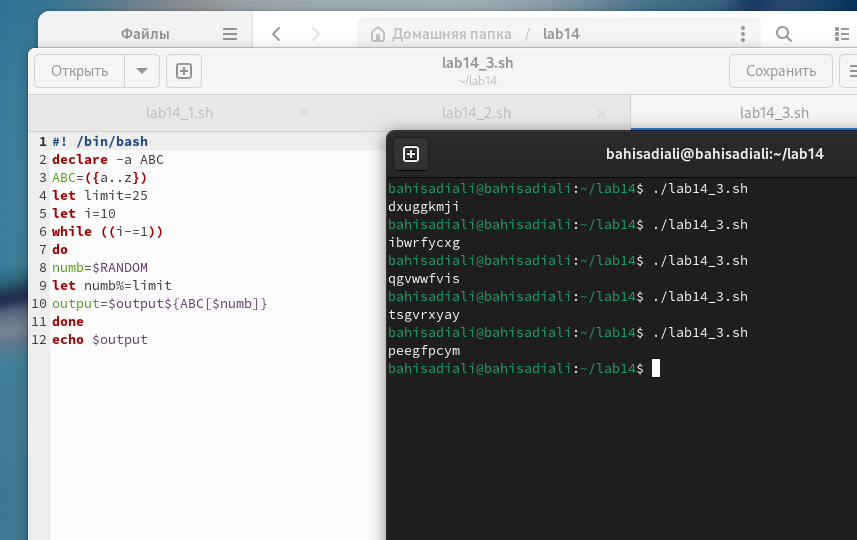 Файлы
Домашняя папка / lab14
Открыть
lab14_3.sh
~/lab14
Сохранить
lab14_1.sh
lab14_2.sh
lab14_3.sh
1 #! /bin/bash
2 declare -a ABC
3 ABC=({a..z})
4 let limit=25
5 let i=10
6 while ((i-=1))
7 do
8 numb=$RANDOM
9 let numb%=limit
10 output=$output${ABC[$numb]}
11 done
12 echo $output
bahisadiali@bahisadiali:~/lab14
bahisadiali@bahisadiali:~/lab14$ ./lab14_3.sh
dxuggkmji
bahisadiali@bahisadiali:~/lab14$ ./lab14_3.sh
ibwrfycxg
bahisadiali@bahisadiali:~/lab14$ ./lab14_3.sh
qgvwwfvis
bahisadiali@bahisadiali:~/lab14$ ./lab14_3.sh
tsgvrxyay
bahisadiali@bahisadiali:~/lab14$ ./lab14_3.sh
peegfpcym
bahisadiali@bahisadiali:~/lab14$